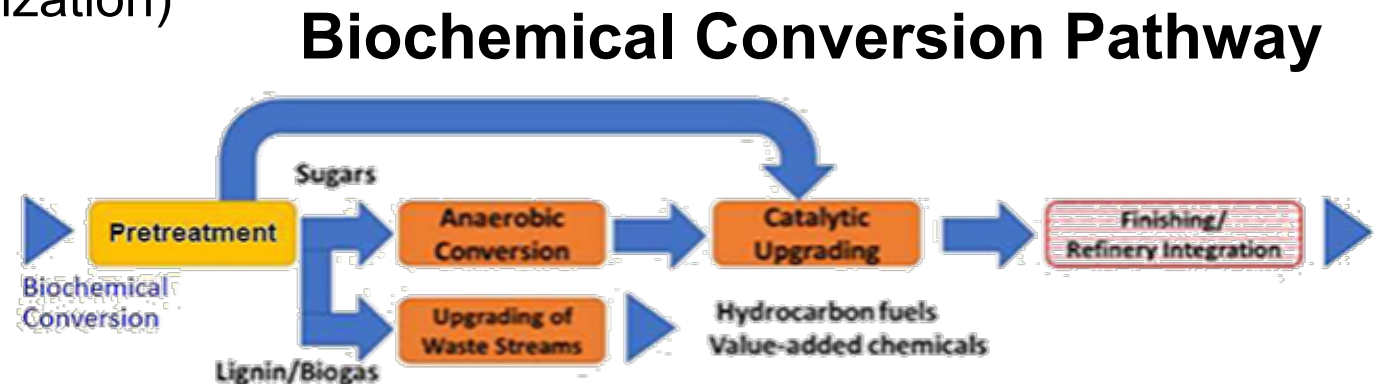 ization)
Biochemical Conversion Pathway
Sugars
Pretreatment
Anaerobic
Conversion
Catalytic
Upgrading
Finishing/
Refinery Integration
Biochemical
Conversion
Upgrading of
Waste Streams
Hydrocarbon fuels
Value-added chemicals
Lignin/Biogas